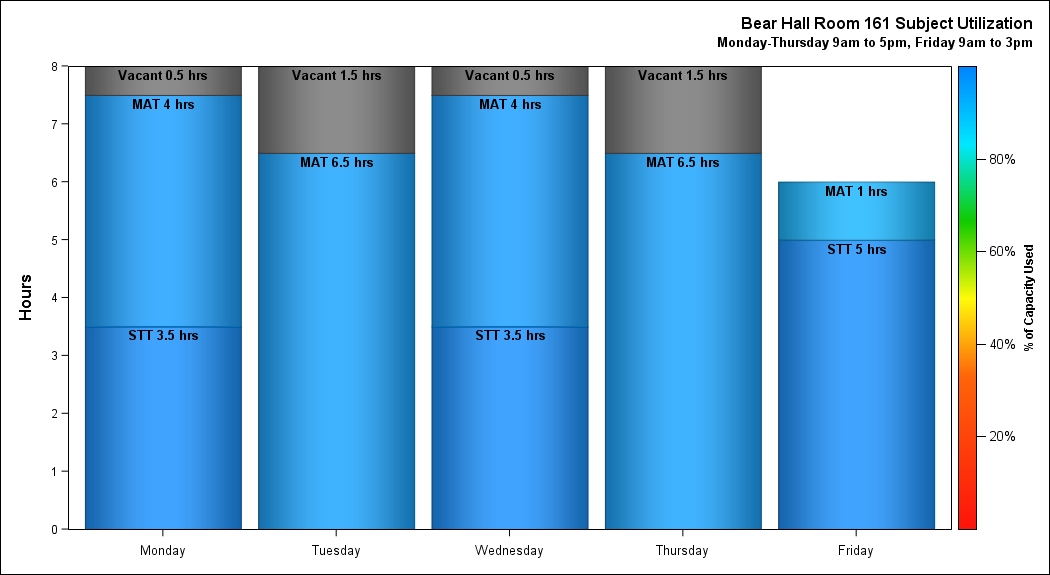 Bear Hall Room 161 Subject Utilization
Monday-Thursday 9am to 5pm, Friday 9am to 3pm
Hours
8
7
6
5
4
3
2
1
0
Vacant 0.5 hrs
MAT 4 hrs
STT 3.5 hrs
Vacant 1.5 hrs
MAT 6.5 hrs
Vacant 0.5 hrs
MAT 4 hrs
STT 3.5 hrs
Vacant 1.5 hrs
MAT 6.5 hrs
MAT 1 hrs
STT 5 hrs
Monday
Tuesday
Wednesday
Thursday
Friday
80%
60%
40%
20%
% of Capacity Used